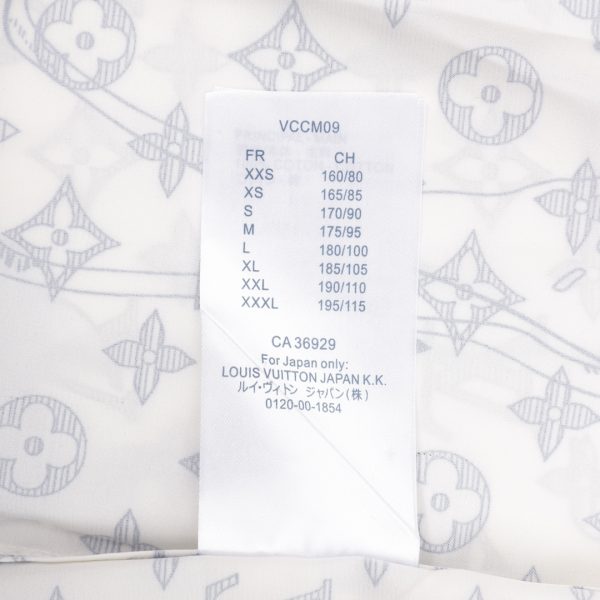 VCCM09
FR CH
XXS 160/80
XS 165/85
S 170/90
M 175/95
L 180/100
XL 185/105
XXL 190/110
XXXL 195/115
CA 36929
For Japan only:
LOUIS VUITTON JAPAN K.K.
ルイ・ヴィトン ジャパン(株)
0120-00-1854